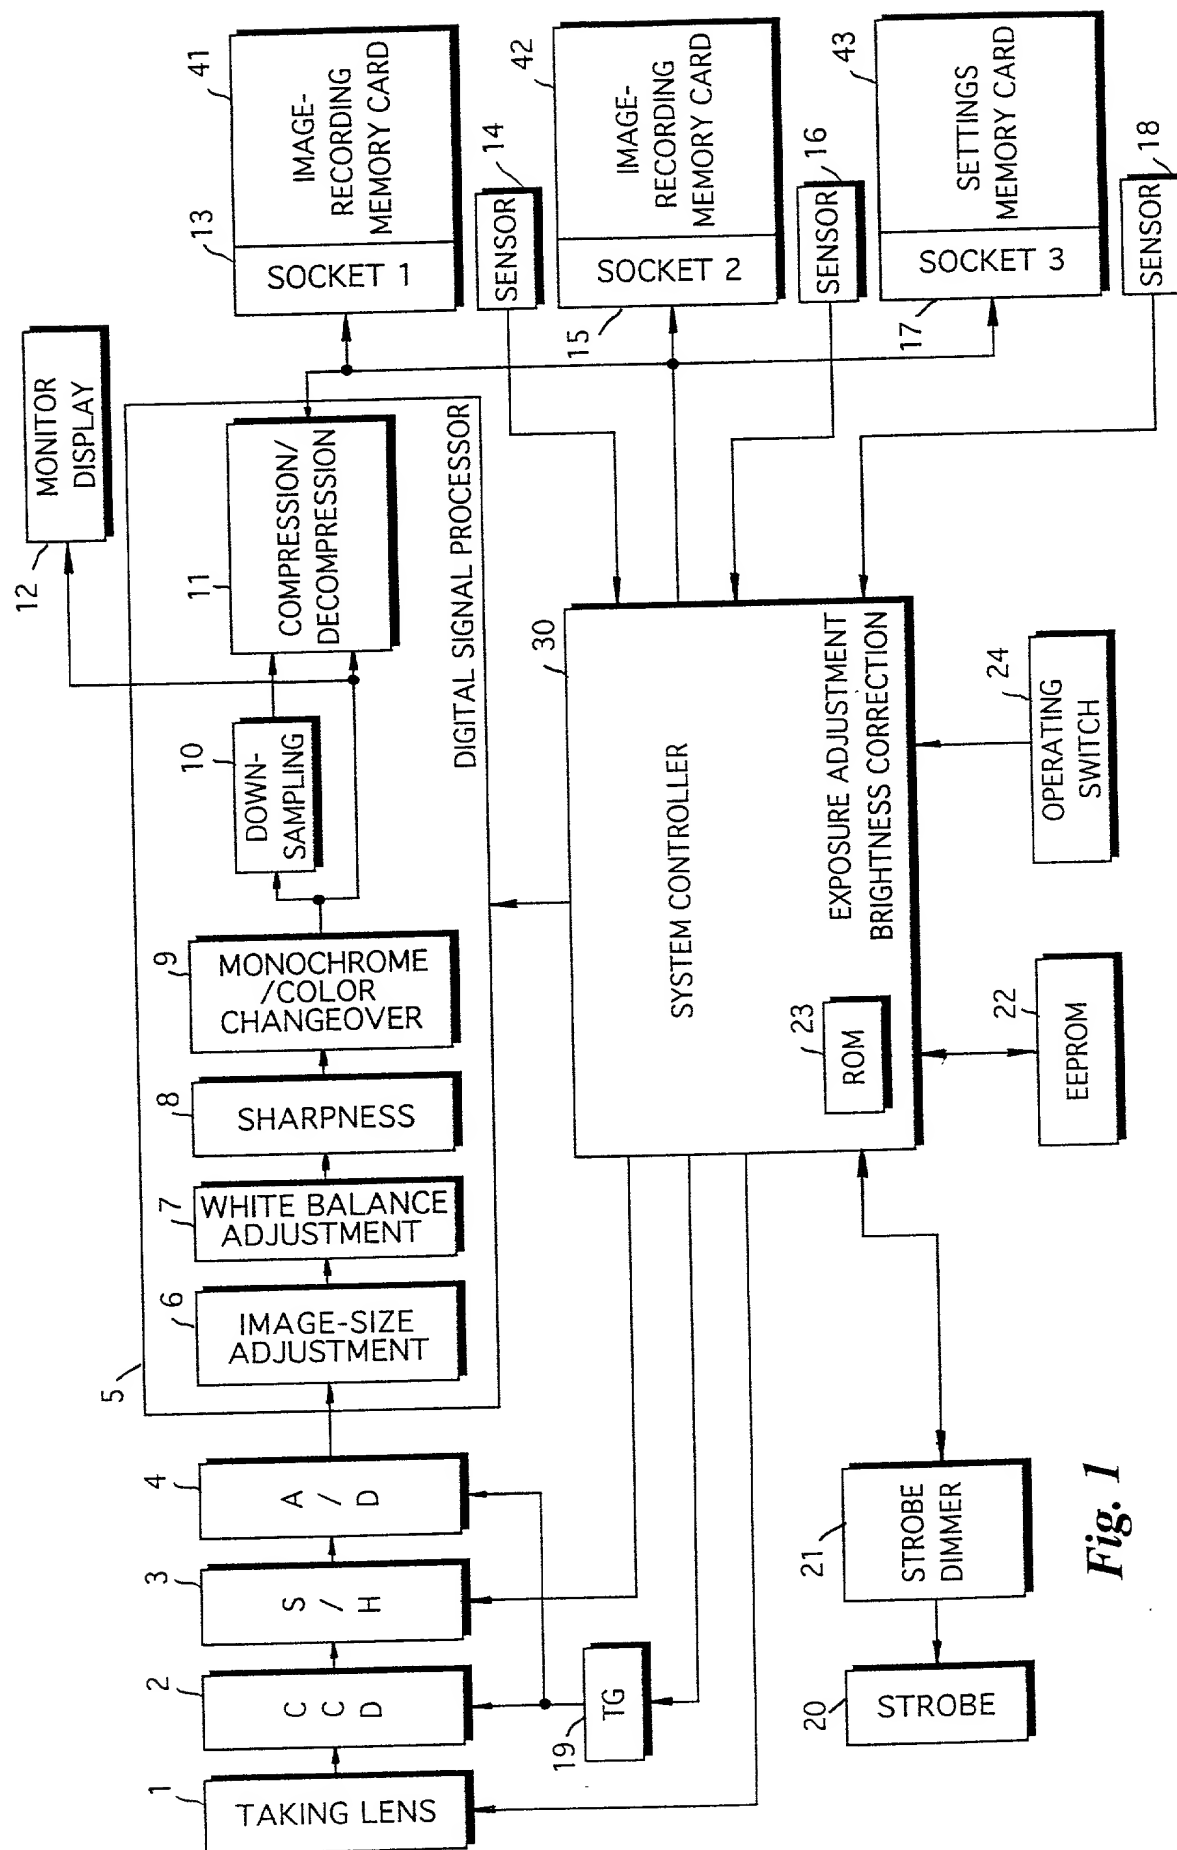 12
MONITOR
DISPLAY
5
DIGITAL SIGNAL PROCESSOR
1
TAKING LENS
2
C
C
D
3
S
/
H
4
A
/
D
6
IMAGE-SIZE
ADJUSTMENT
7
WHITE BALANCE
ADJUSTMENT
8
SHARPNESS
9
MONOCHROME
/COLOR
CHANGEOVER
10
DOWN-
SAMPLING
11
COMPRESSION/
DECOMPRESSION
13
SOCKET 1
41
IMAGE-
RECORDING
MEMORY CARD
SENSOR
14
15
SOCKET 2
42
IMAGE-
RECORDING
MEMORY CARD
SENSOR
16
17
SOCKET 3
43
SETTINGS
MEMORY CARD
SENSOR
18
19
TG
30
SYSTEM CONTROLLER
23
ROM
EXPOSURE ADJUSTMENT
BRIGHTNESS CORRECTION
20
STROBE
21
STROBE
DIMMER
22
EEPROM
24
OPERATING
SWITCH
Fig. 1